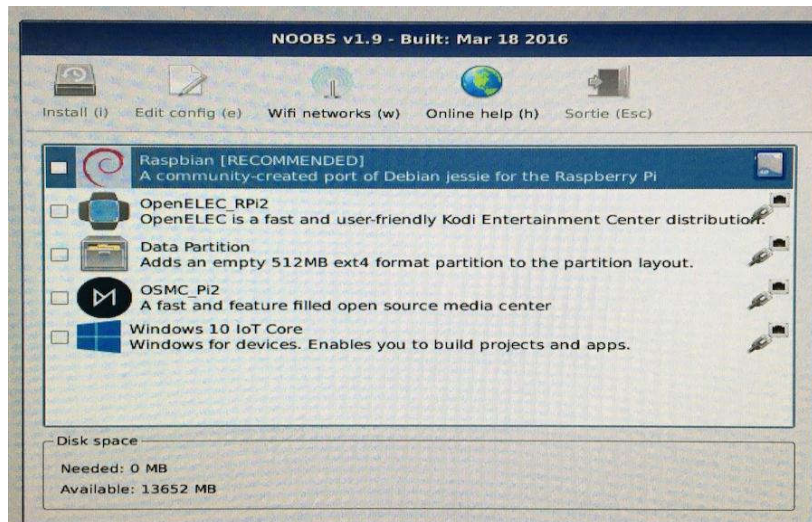 NOOBS v1.9 - Built: Mar 18 2016
Install (i) Edit config (e) Wifi networks (w) Online help (h) Sortie (Esc)
Raspbian [RECOMMENDED]
A community-created port of Debian jessie for the Raspberry Pi
OpenELEC_RPi2
OpenELEC is a fast and user-friendly Kodi Entertainment Center distribution.
Data Partition
Adds an empty 512MB ext4 format partition to the partition layout.
OSMC_Pi2
A fast and feature filled open source media center
Windows 10 IoT Core
Windows for devices. Enables you to build projects and apps.
Disk space
Needed: 0 MB
Available: 13652 MB